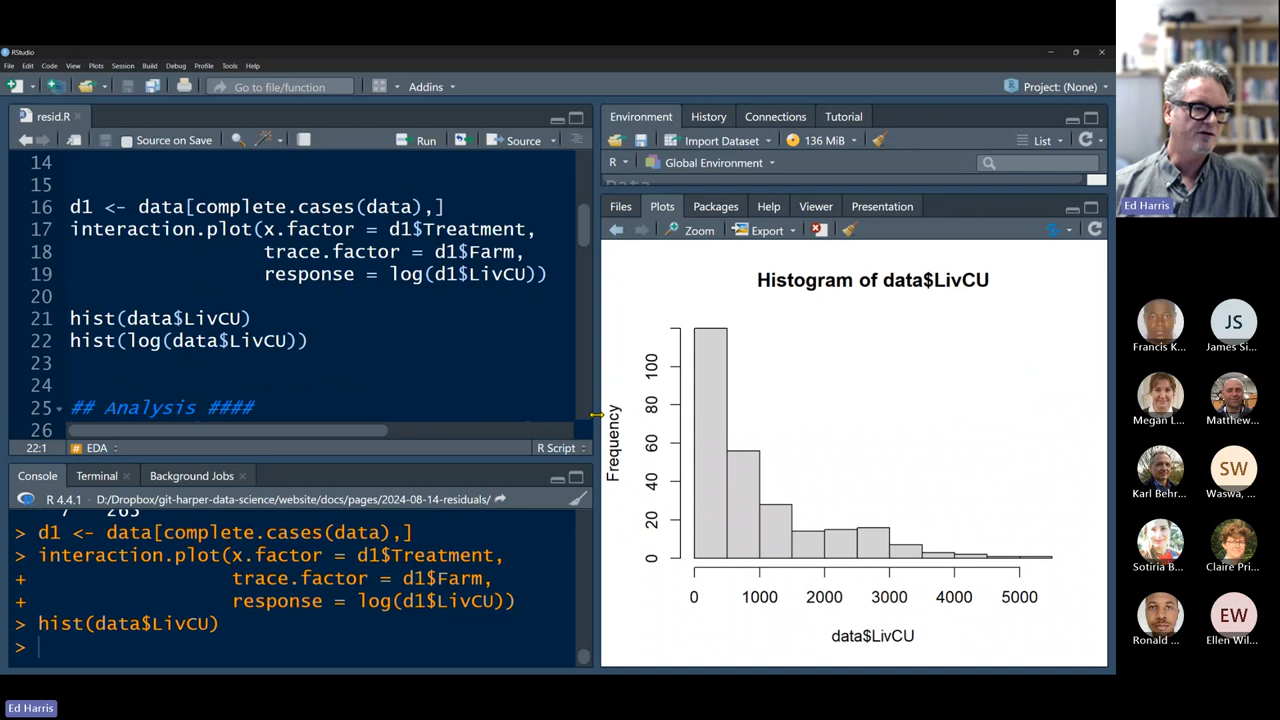 RStudio
File Edit Code View Plots Session Build Debug Profile Tools Help
Go to file/function
Addins
Project: (None)
resid.R
Source on Save
Run
Source
14
15
16 d1 <- data[complete.cases(data),]
17 interaction.plot(x.factor = d1$Treatment,
18 trace.factor = d1$Farm,
19 response = log(d1$LivCU))
20
21 hist(data$LivCU)
22 hist(log(data$LivCU))
23
24
25 ## Analysis ####
26
22:1 # EDA R Script
Console Terminal Background Jobs
R 4.4.1 · D:/Dropbox/git-harper-data-science/website/docs/pages/2024-08-14-residuals/
7 265
> d1 <- data[complete.cases(data),]
> interaction.plot(x.factor = d1$Treatment,
+ trace.factor = d1$Farm,
+ response = log(d1$LivCU))
> hist(data$LivCU)
>
Environment History Connections Tutorial
Import Dataset 136 MiB List
R Global Environment
Data
Files Plots Packages Help Viewer Presentation
Zoom Export
Histogram of data$LivCU
Frequency
100
80
60
40
20
0
0 1000 2000 3000 4000 5000
data$LivCU
Ed Harris
Francis K...
JS
James Si...
Megan L...
Matthew...
Karl Behr...
SW
Waswa, ...
Sotiria B...
Claire Pri...
Ronald ...
EW
Ellen Wil...
Ed Harris